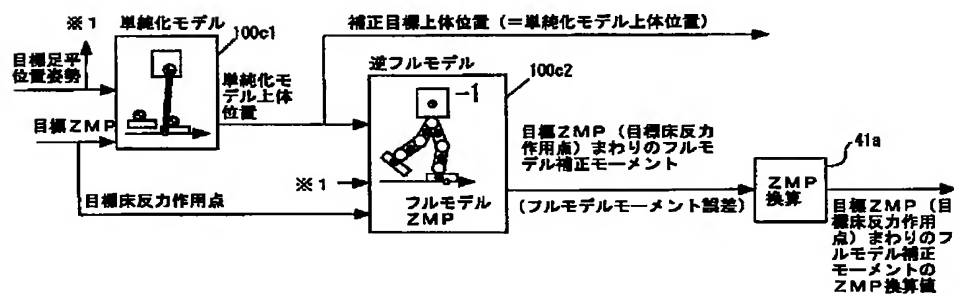 ※1
単純化モデル
100c1
補正目標上体位置(=単純化モデル上体位置)
目標足平
位置姿勢
目標ZMP
単純化モ
デル上体
位置
逆フルモデル
100c2
-1
※1
フルモデル
ZMP
目標床反力作用点
目標ZMP(目標床反力
作用点)まわりのフルモ
デル補正モーメント
(フルモデルモーメント誤差)
41a
ZMP
換算
目標ZMP(目
標床反力作用
点)まわりのフ
ルモデル補正
モーメントの
ZMP換算値